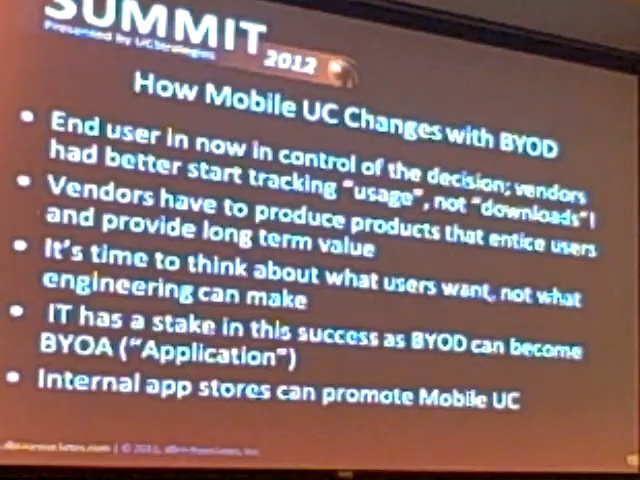 SUMMIT
Presented by UCStrategies
2012
How Mobile UC Changes with BYOD
• End user in now in control of the decision; vendors
had better start tracking "usage", not "downloads"!
• Vendors have to produce products that entice users
and provide long term value
• It's time to think about what users want, not what
engineering can make
• IT has a stake in this success as BYOD can become
BYOA ("Application")
• Internal app stores can promote Mobile UC